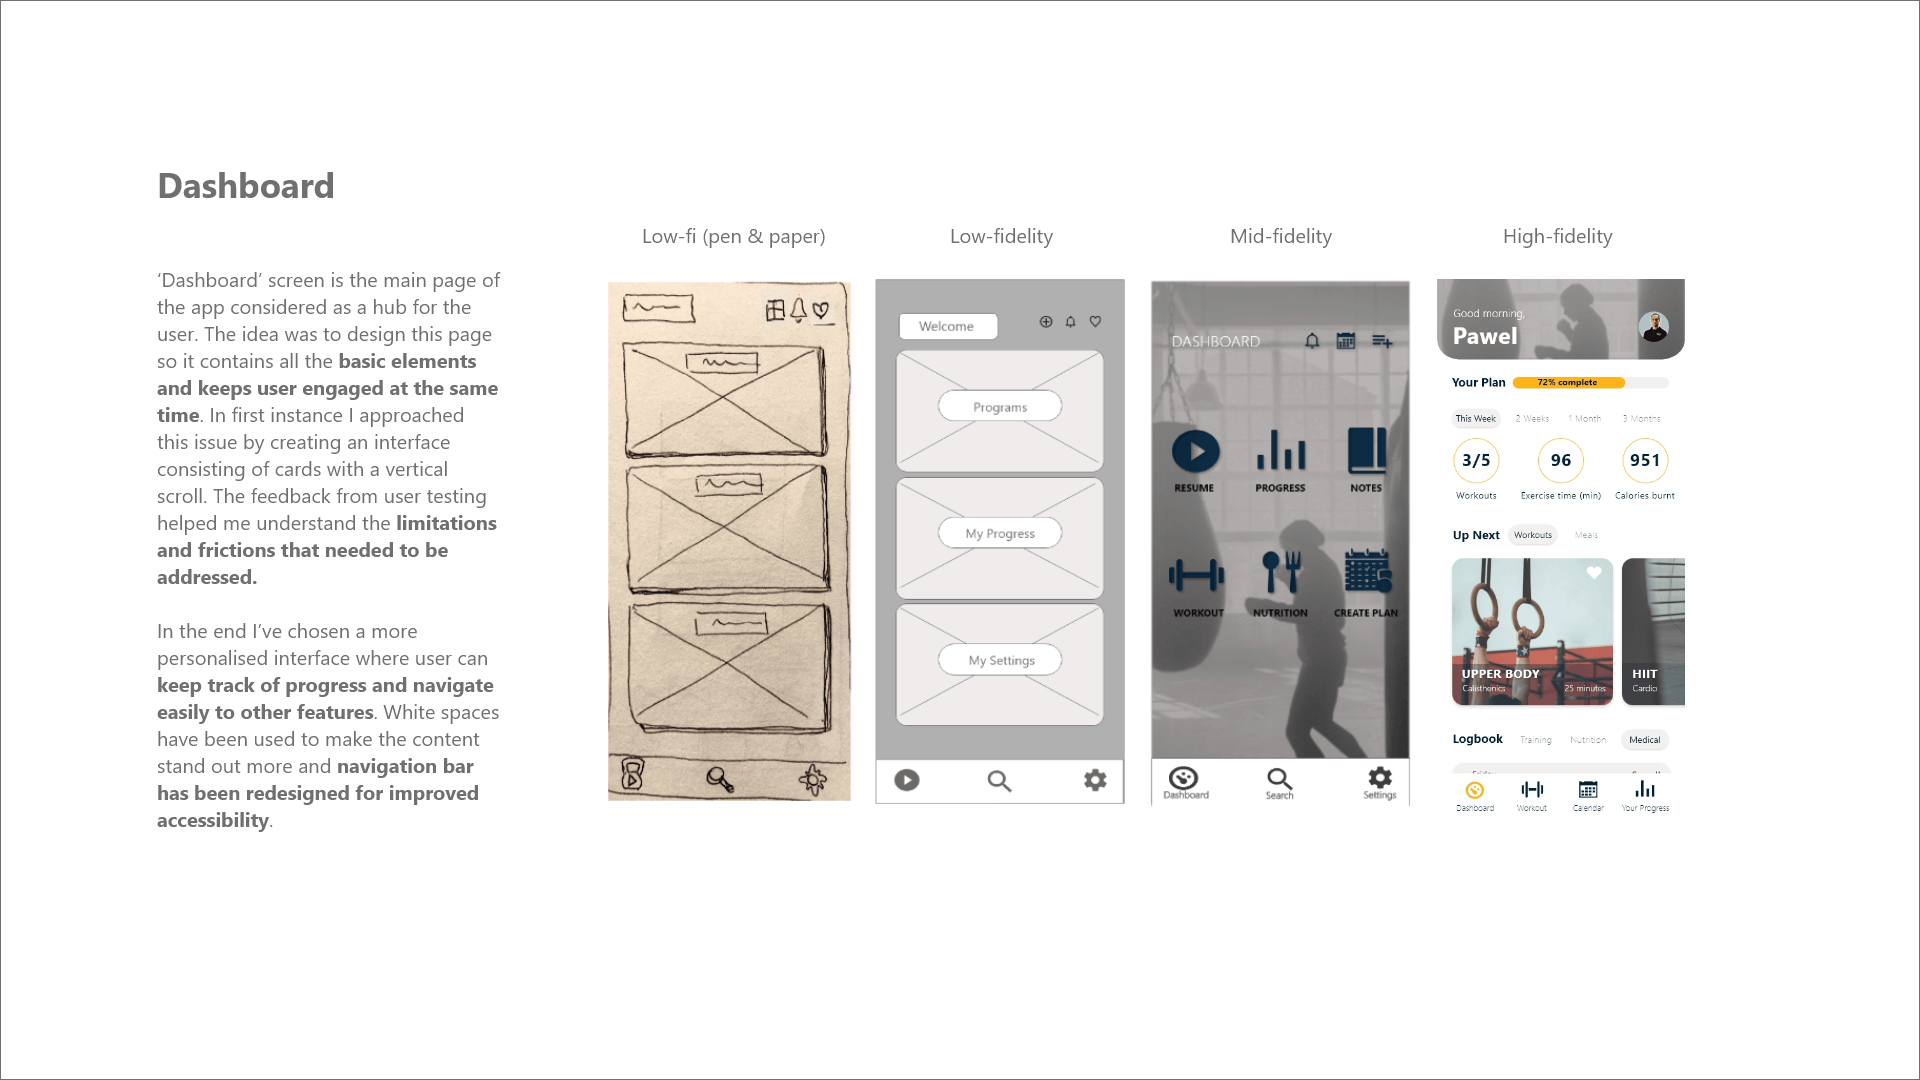 Dashboard
Low-fi (pen & paper)
Low-fidelity
Mid-fidelity
High-fidelity
‘Dashboard’ screen is the main page of
the app considered as a hub for the
user. The idea was to design this page
so it contains all the basic elements
and keeps user engaged at the same
time. In first instance I approached
this issue by creating an interface
consisting of cards with a vertical
scroll. The feedback from user testing
helped me understand the limitations
and frictions that needed to be
addressed.
In the end I’ve chosen a more
personalised interface where user can
keep track of progress and navigate
easily to other features. White spaces
have been used to make the content
stand out more and navigation bar
has been redesigned for improved
accessibility.
Welcome
Programs
My Progress
My Settings
DASHBOARD
RESUME
PROGRESS
NOTES
WORKOUT
NUTRITION
CREATE PLAN
Dashboard
Search
Settings
Good morning,
Pawel
Your Plan
72% complete
This Week
2 Weeks
1 Month
3 Months
3/5
96
951
Workouts
Exercise time (min)
Calories burnt
Up Next
Workouts
Meals
UPPER BODY
Calisthenics
25 minutes
HIIT
Cardio
Logbook
Training
Nutrition
Medical
Dashboard
Workout
Calendar
Your Progress